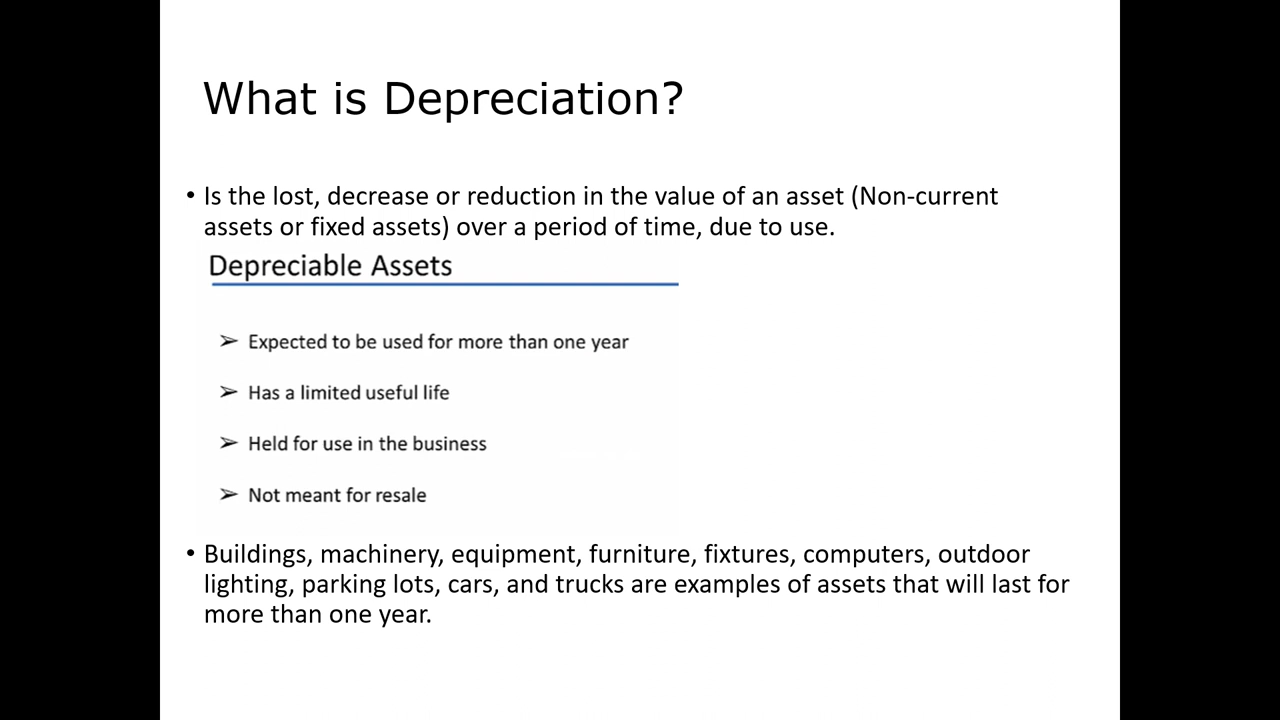 What is Depreciation?
• Is the lost, decrease or reduction in the value of an asset (Non-current
assets or fixed assets) over a period of time, due to use.
Depreciable Assets
➢ Expected to be used for more than one year
➢ Has a limited useful life
➢ Held for use in the business
➢ Not meant for resale
• Buildings, machinery, equipment, furniture, fixtures, computers, outdoor
lighting, parking lots, cars, and trucks are examples of assets that will last for
more than one year.